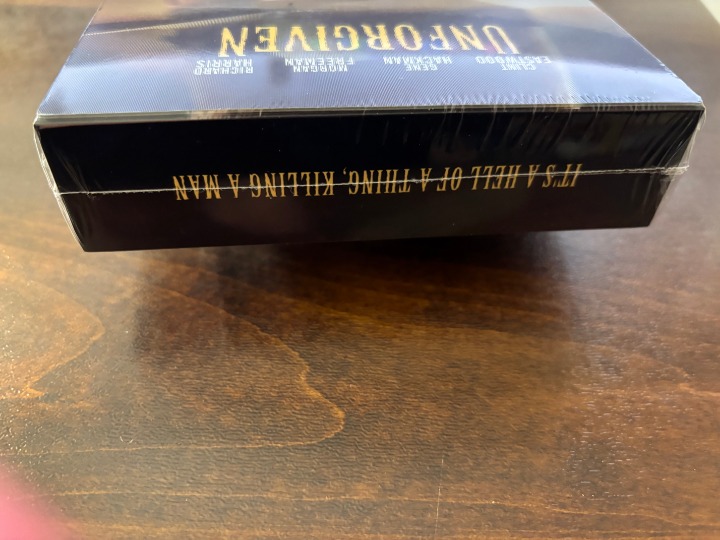 IT'S A HELL OF A THING, KILLING A MAN
CLINT EASTWOOD
GENE HACKMAN
MORGAN FREEMAN
RICHARD HARRIS
UNFORGIVEN